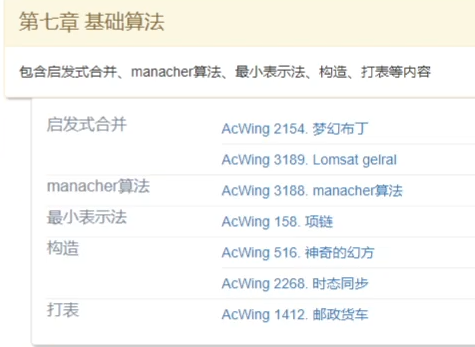 第七章 基础算法
包含启发式合并、manacher算法、最小表示法、构造、打表等内容
启发式合并 AcWing 2154. 梦幻布丁
AcWing 3189. Lomsat gelral
manacher算法 AcWing 3188. manacher算法
最小表示法 AcWing 158. 项链
构造 AcWing 516. 神奇的幻方
AcWing 2268. 时态同步
打表 AcWing 1412. 邮政货车